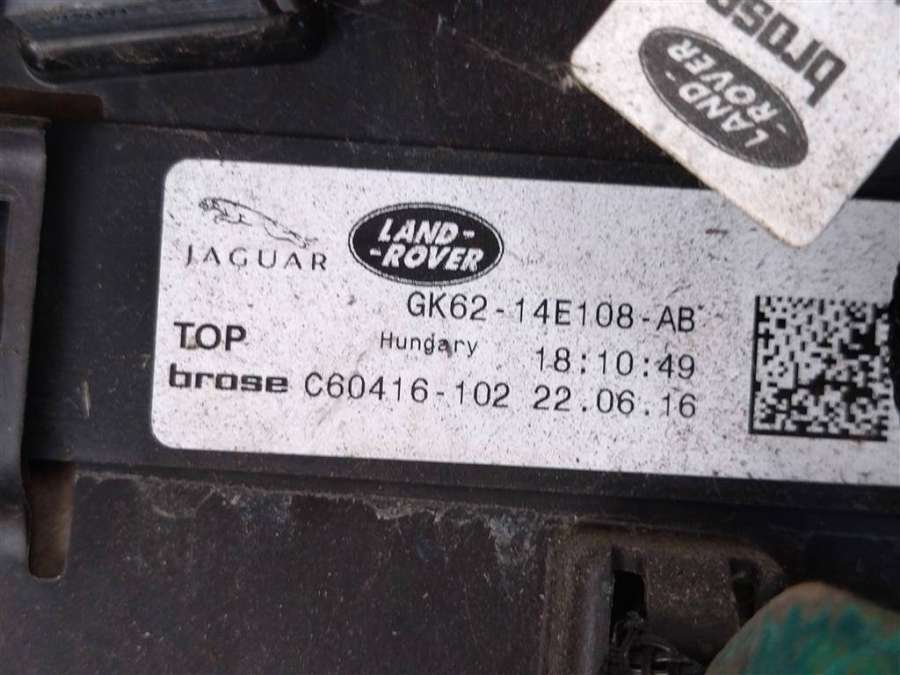 brose
LAND-
-ROVER
JAGUAR
LAND-
-ROVER
GK62-14E108-AB
TOP
Hungary
18:10:49
brose C60416-102 22.06.16